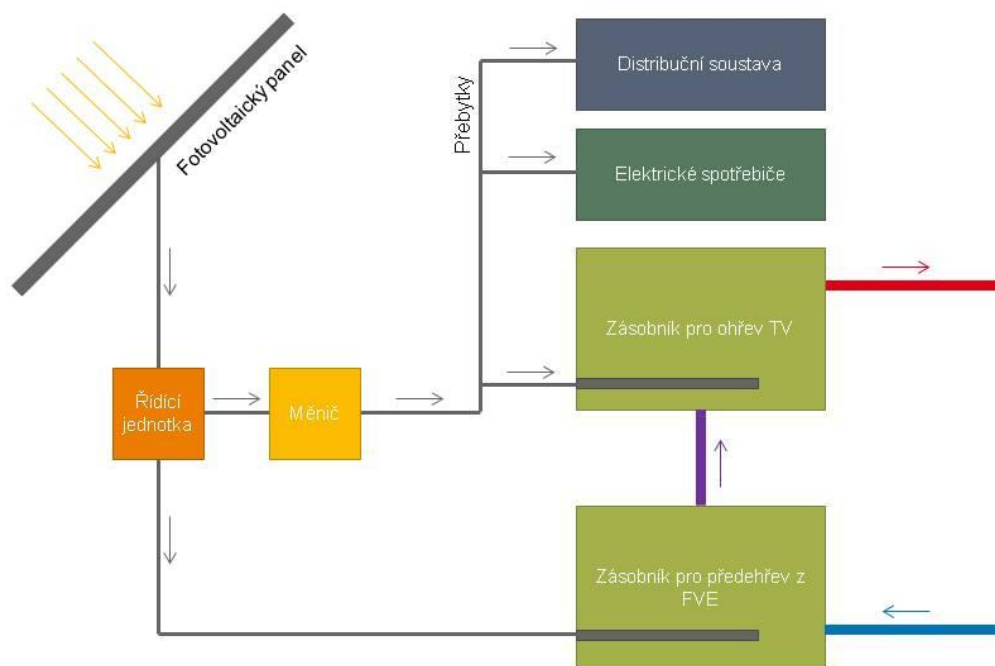 Fotovoltaický panel
Přebytky
Distribuční soustava
Elektrické spotřebiče
Zásobník pro ohřev TV
Řídící
jednotka
Měnič
Zásobník pro předehřev z
FVE